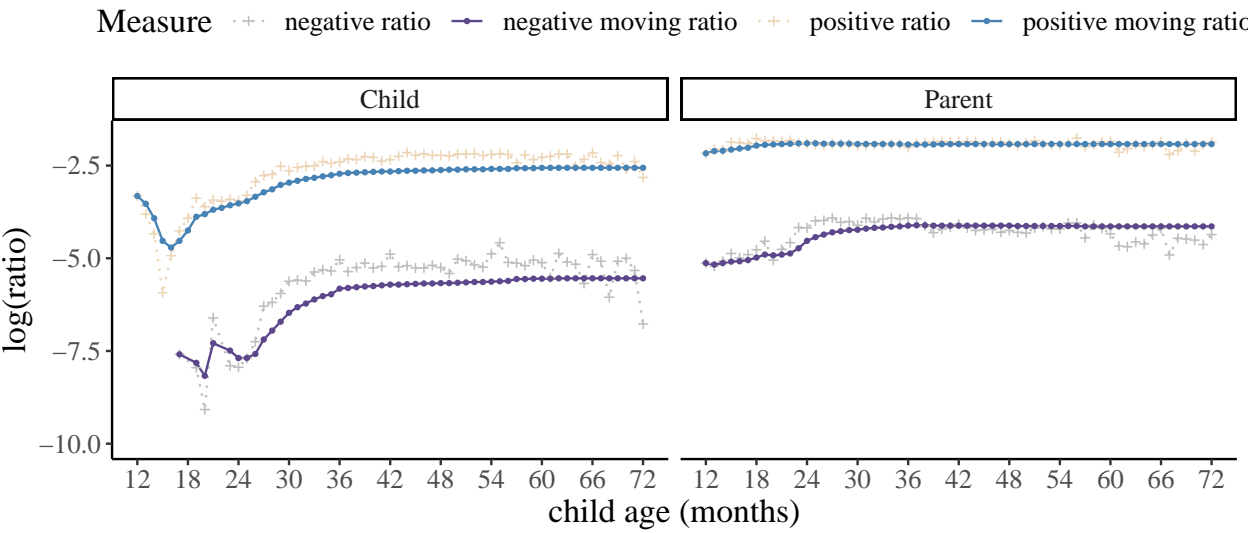 Measure negative ratio negative moving ratio positive ratio positive moving ratio
Child Parent
log(ratio)
−2.5
−5.0
−7.5
−10.0
12 18 24 30 36 42 48 54 60 66 72 12 18 24 30 36 42 48 54 60 66 72
child age (months)